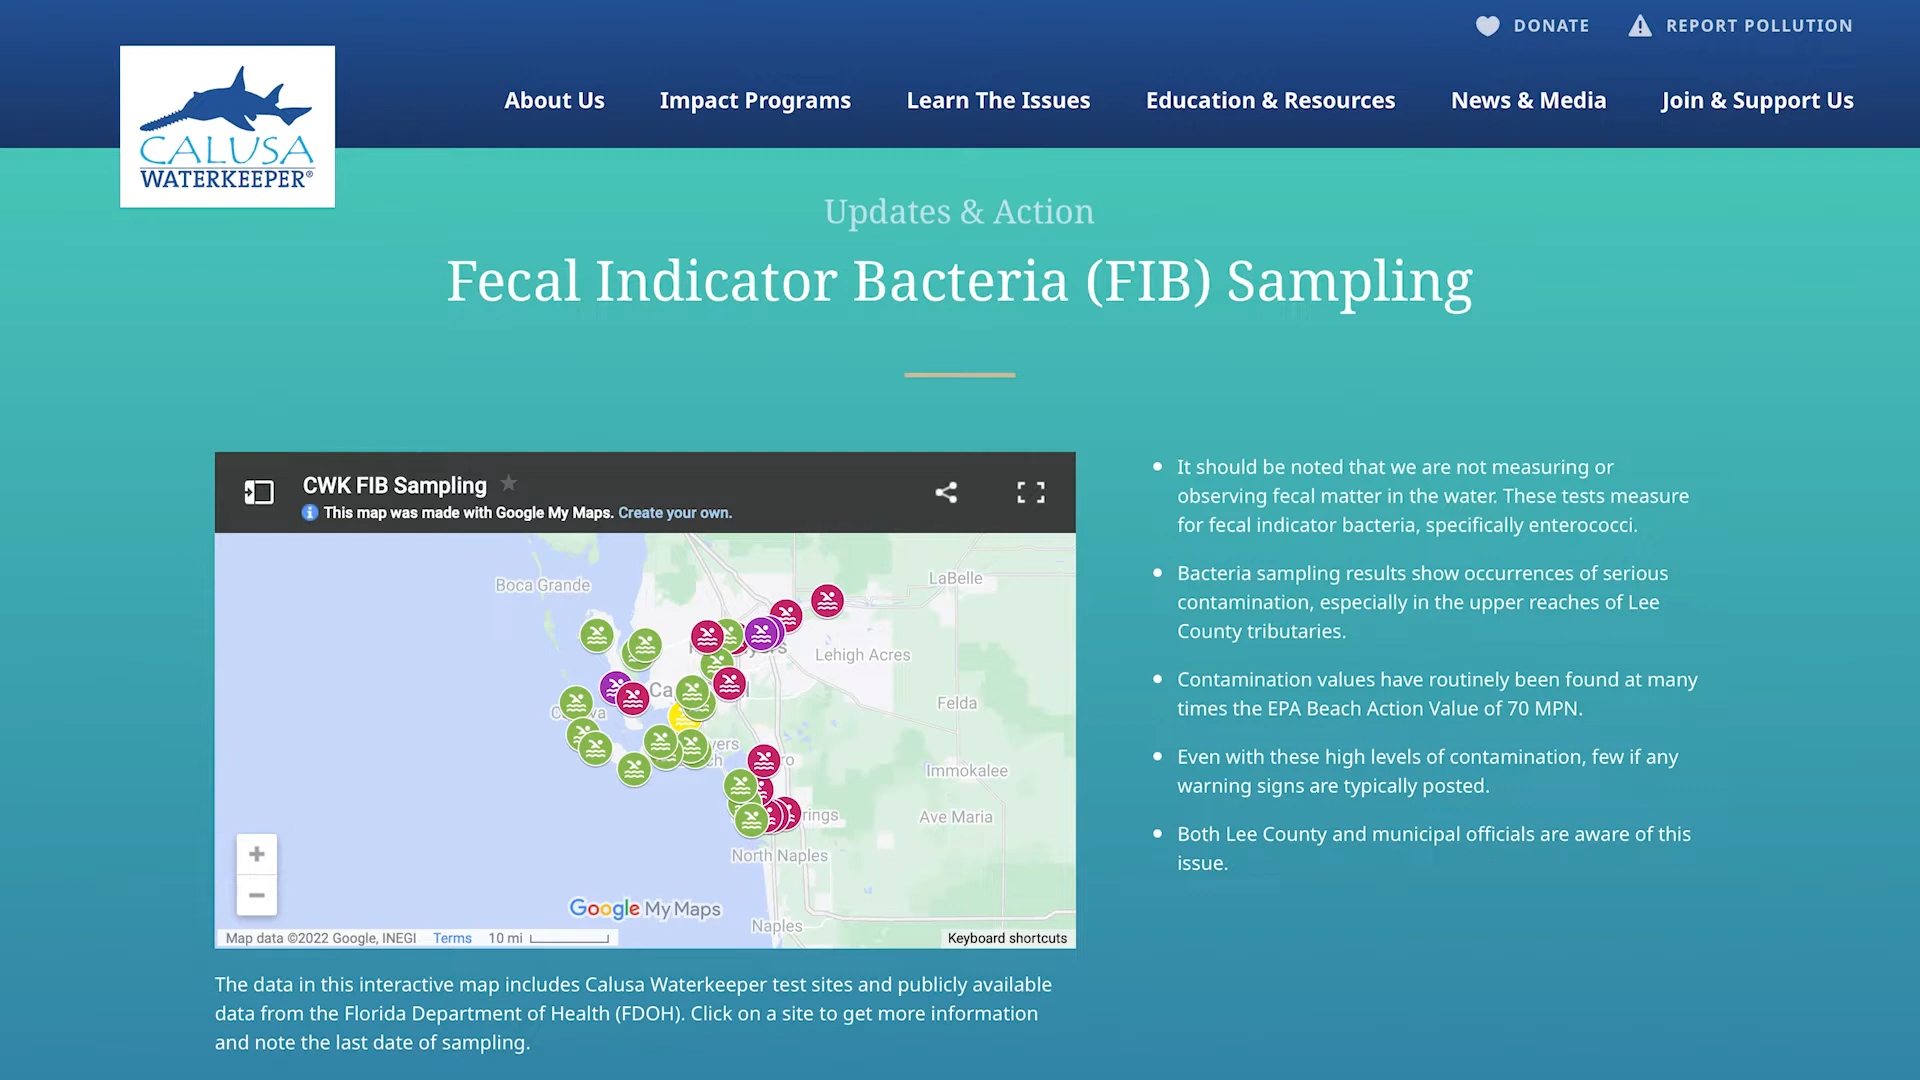 DONATE
REPORT POLLUTION
CALUSA
WATERKEEPER®
About Us
Impact Programs
Learn The Issues
Education & Resources
News & Media
Join & Support Us
Updates & Action
Fecal Indicator Bacteria (FIB) Sampling
CWK FIB Sampling
This map was made with Google My Maps. Create your own.
Boca Grande
LaBelle
Lehigh Acres
Felda
Immokalee
Ave Maria
North Naples
Naples
Google My Maps
Map data ©2022 Google, INEGI
Terms
10 mi
Keyboard shortcuts
The data in this interactive map includes Calusa Waterkeeper test sites and publicly available
data from the Florida Department of Health (FDOH). Click on a site to get more information
and note the last date of sampling.
It should be noted that we are not measuring or
observing fecal matter in the water. These tests measure
for fecal indicator bacteria, specifically enterococci.
Bacteria sampling results show occurrences of serious
contamination, especially in the upper reaches of Lee
County tributaries.
Contamination values have routinely been found at many
times the EPA Beach Action Value of 70 MPN.
Even with these high levels of contamination, few if any
warning signs are typically posted.
Both Lee County and municipal officials are aware of this
issue.